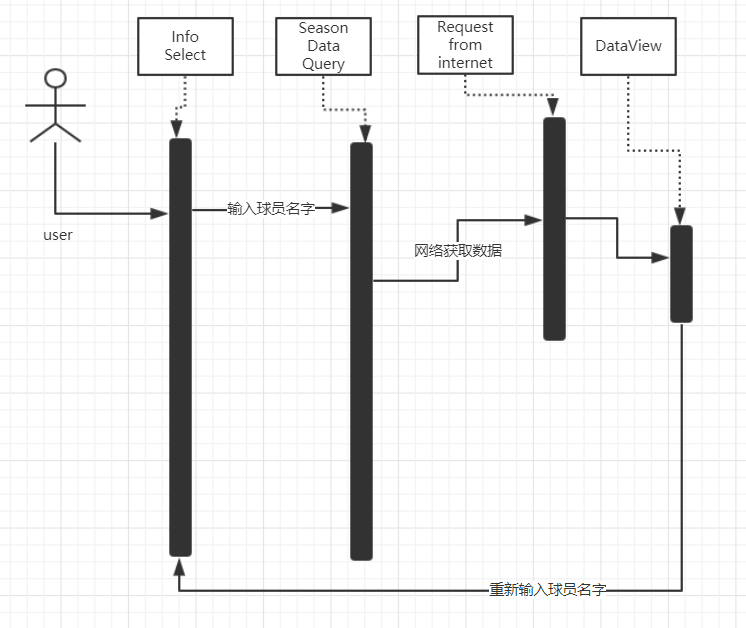 Info
Select
Season
Data
Query
Request
from
internet
DataView
user
输入球员名字
网络获取数据
重新输入球员名字